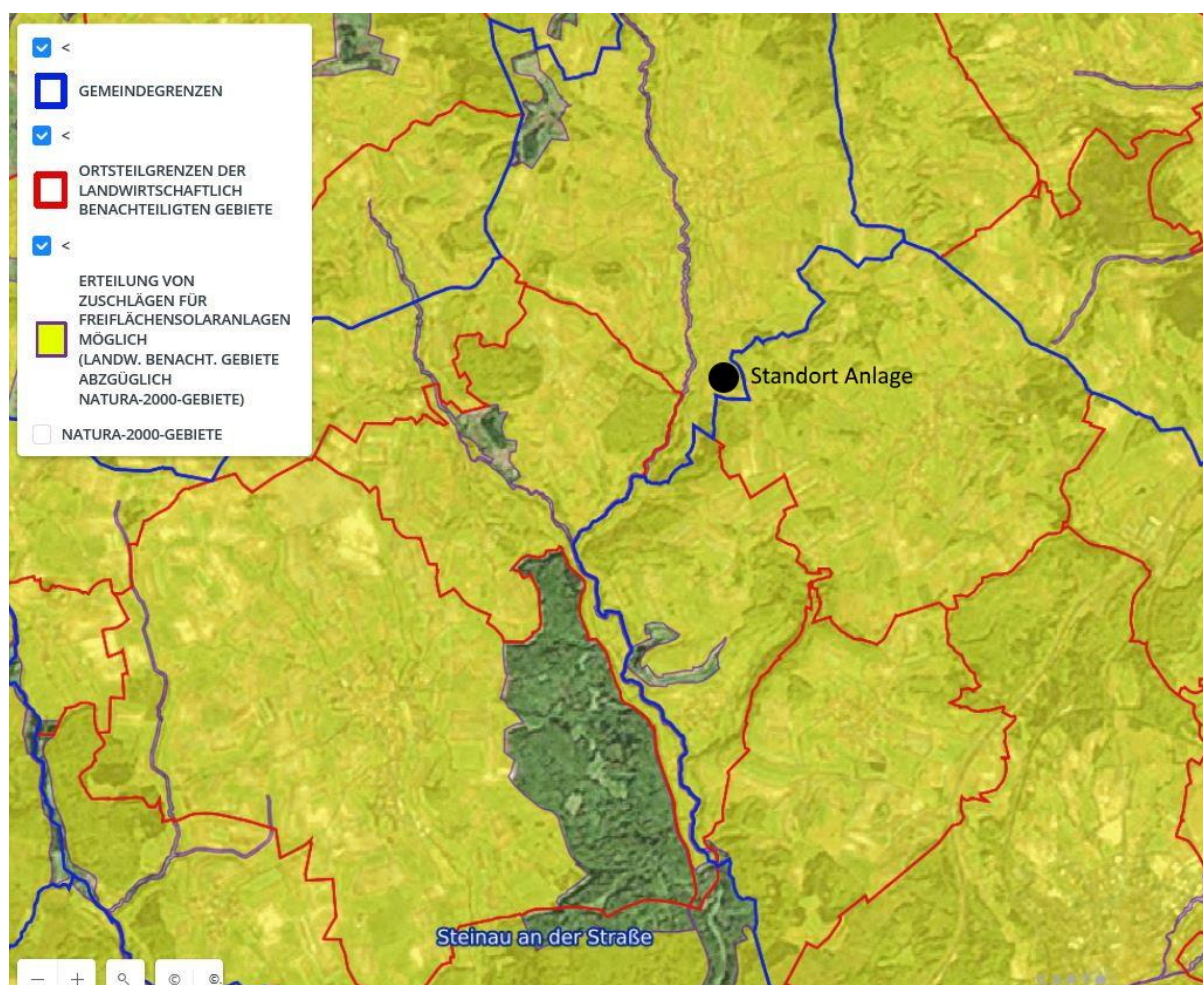 <
GEMEINDEGRENZEN
<
ORTSTEILGRENZEN DER
LANDWIRTSCHAFTLICH
BENACHTEILIGTEN GEBIETE
<
ERTEILUNG VON
ZUSCHLÄGEN FÜR
FREIFLÄCHENSOLARANLAGEN
MÖGLICH
(LANDW. BENACHT. GEBIETE
ABZGÜGLICH
NATURA-2000-GEBIETE)
NATURA-2000-GEBIETE
Standort Anlage
Steinau an der Straße
− + © ©